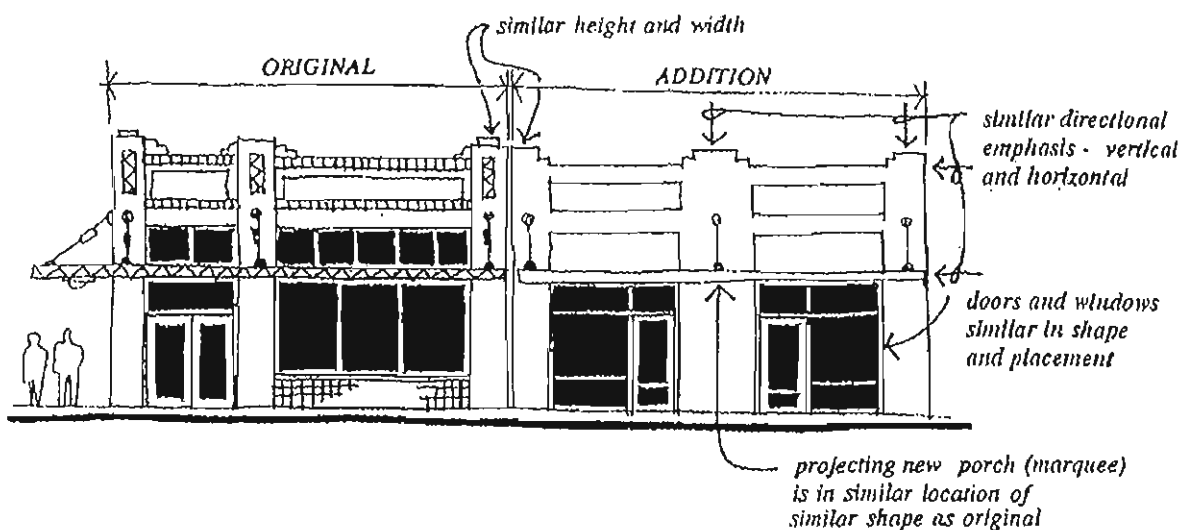 similar height and width
ORIGINAL
ADDITION
similar directional
emphasis - vertical
and horizontal
doors and windows
similar in shape
and placement
projecting new porch (marquee)
is in similar location of
similar shape as original